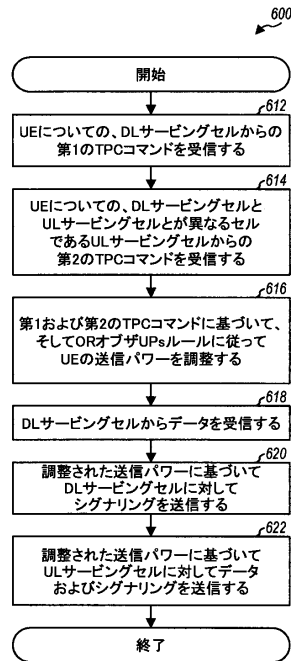 600
開始
612
UEについての、DLサービングセルからの
第1のTPCコマンドを受信する
614
UEについての、DLサービングセルと
ULサービングセルとが異なるセル
であるULサービングセルからの
第2のTPCコマンドを受信する
616
第1および第2のTPCコマンドに基づいて、
そしてORオブザUPsルールに従って
UEの送信パワーを調整する
618
DLサービングセルからデータを受信する
620
調整された送信パワーに基づいて
DLサービングセルに対して
シグナリングを送信する
622
調整された送信パワーに基づいて
ULサービングセルに対してデータ
およびシグナリングを送信する
終了